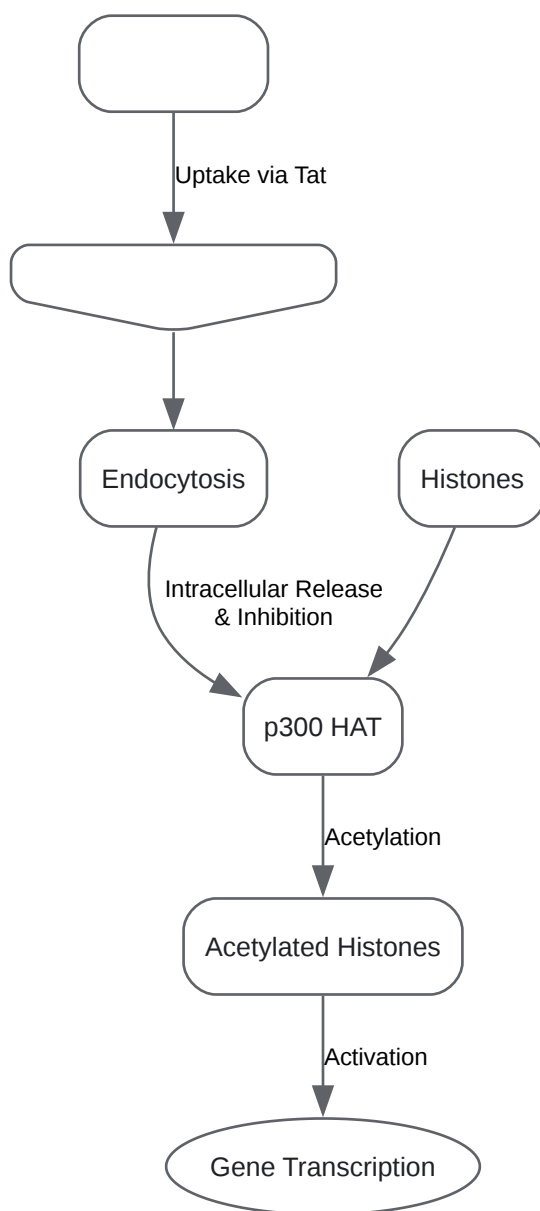 Uptake via Tat
Endocytosis
Histones
Intracellular Release
& Inhibition
p300 HAT
Acetylation
Acetylated Histones
Activation
Gene Transcription